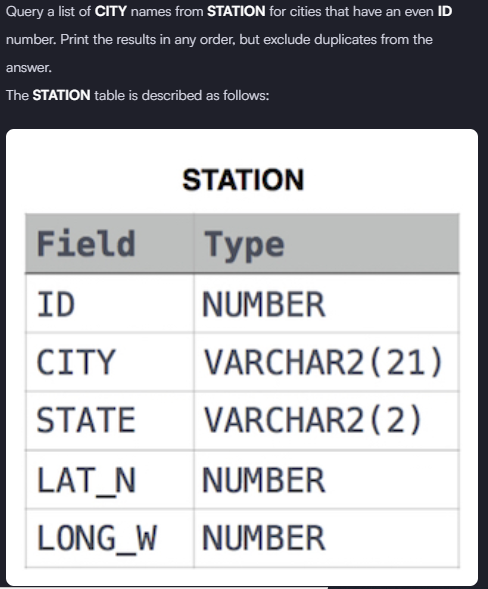 Query a list of CITY names from STATION for cities that have an even ID
number. Print the results in any order, but exclude duplicates from the
answer.
The STATION table is described as follows:
STATION
Field Type
ID NUMBER
CITY VARCHAR2(21)
STATE VARCHAR2(2)
LAT_N NUMBER
LONG_W NUMBER